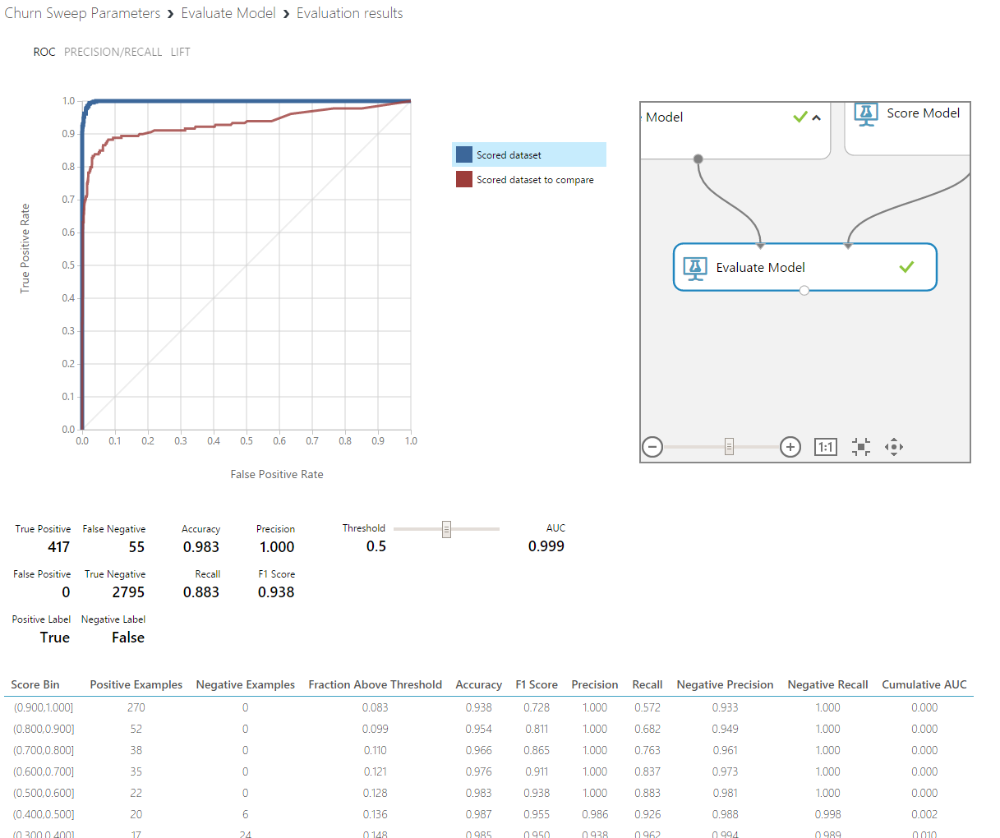 Churn Sweep Parameters › Evaluate Model › Evaluation results
ROC PRECISION/RECALL LIFT
1.0
0.9
0.8
0.7
0.6
0.5
0.4
0.3
0.2
0.1
0.0
True Positive Rate
0.0 0.1 0.2 0.3 0.4 0.5 0.6 0.7 0.8 0.9 1.0
False Positive Rate
Scored dataset
Scored dataset to compare
Model
Score Model
Evaluate Model
1:1
True Positive False Negative Accuracy Precision Threshold AUC
417 55 0.983 1.000 0.5 0.999
False Positive True Negative Recall F1 Score
0 2795 0.883 0.938
Positive Label Negative Label
True False
Score Bin Positive Examples Negative Examples Fraction Above Threshold Accuracy F1 Score Precision Recall Negative Precision Negative Recall Cumulative AUC
(0.900,1.000] 270 0 0.083 0.938 0.728 1.000 0.572 0.933 1.000 0.000
(0.800,0.900] 52 0 0.099 0.954 0.811 1.000 0.682 0.949 1.000 0.000
(0.700,0.800] 38 0 0.110 0.966 0.865 1.000 0.763 0.961 1.000 0.000
(0.600,0.700] 35 0 0.121 0.976 0.911 1.000 0.837 0.973 1.000 0.000
(0.500,0.600] 22 0 0.128 0.983 0.938 1.000 0.883 0.981 1.000 0.000
(0.400,0.500] 20 6 0.136 0.987 0.955 0.986 0.926 0.988 0.998 0.002
(0.300,0.400] 17 24 0.148 0.985 0.950 0.938 0.962 0.994 0.989 0.010